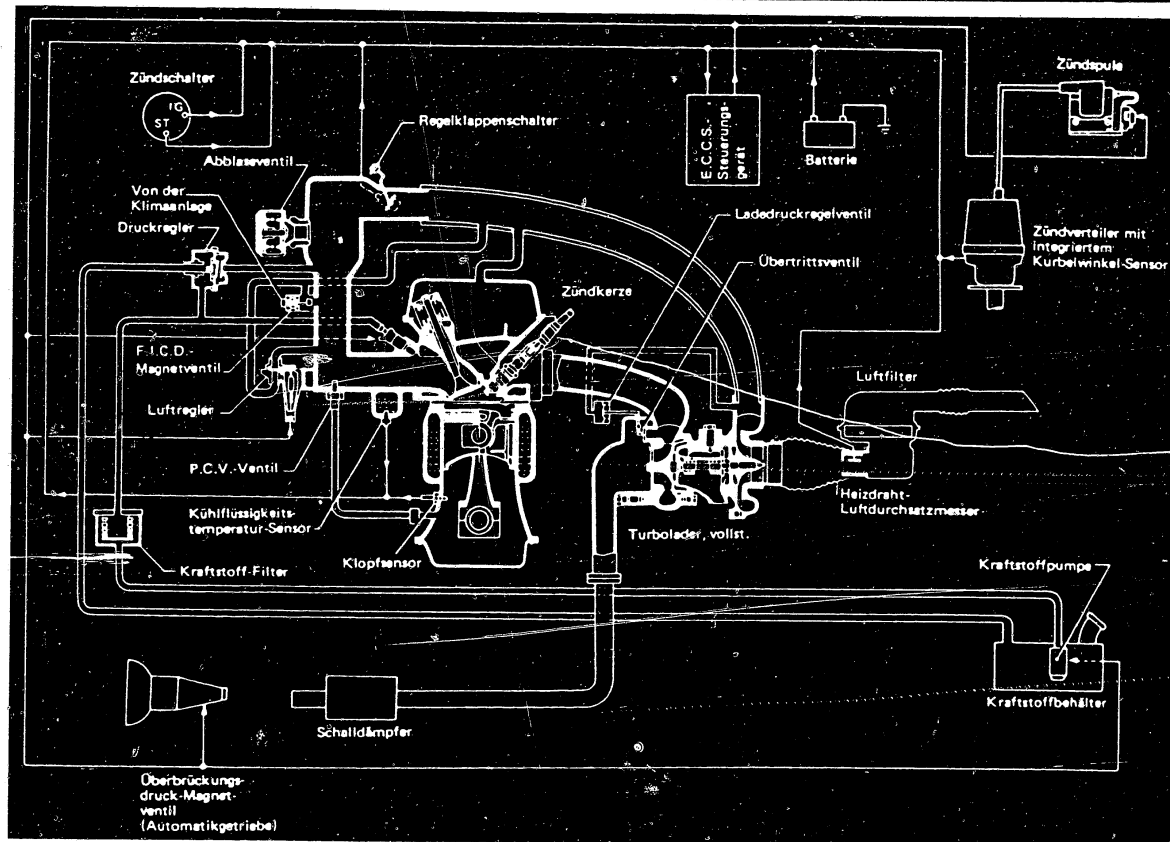 Zündschalter
IG
ST
Abblaseventil
Regelklappenschalter
E.C.C.S.-
Steuerungs-
gerät
Batterie
Zündspule
Von der
Klimaanlage
Druckregler
Ladedruckregelventil
Übertrittsventil
Zündverteiler mit
integriertem
Kurbelwinkel-Sensor
Zündkerze
F.I.C.D.-
Magnetventil
Luftregler
Luftfilter
P.C.V.-Ventil
Kühlflüssigkeits-
temperatur-Sensor
Klopfsensor
Turbolader, vollst.
Heizdraht-
Luftdurchsatzmesser
Kraftstoff-Filter
Kraftstoffpumpe
Kraftstoffbehälter
Schalldämpfer
Überbrückungs-
druck-Magnet-
ventil
(Automatikgetriebe)